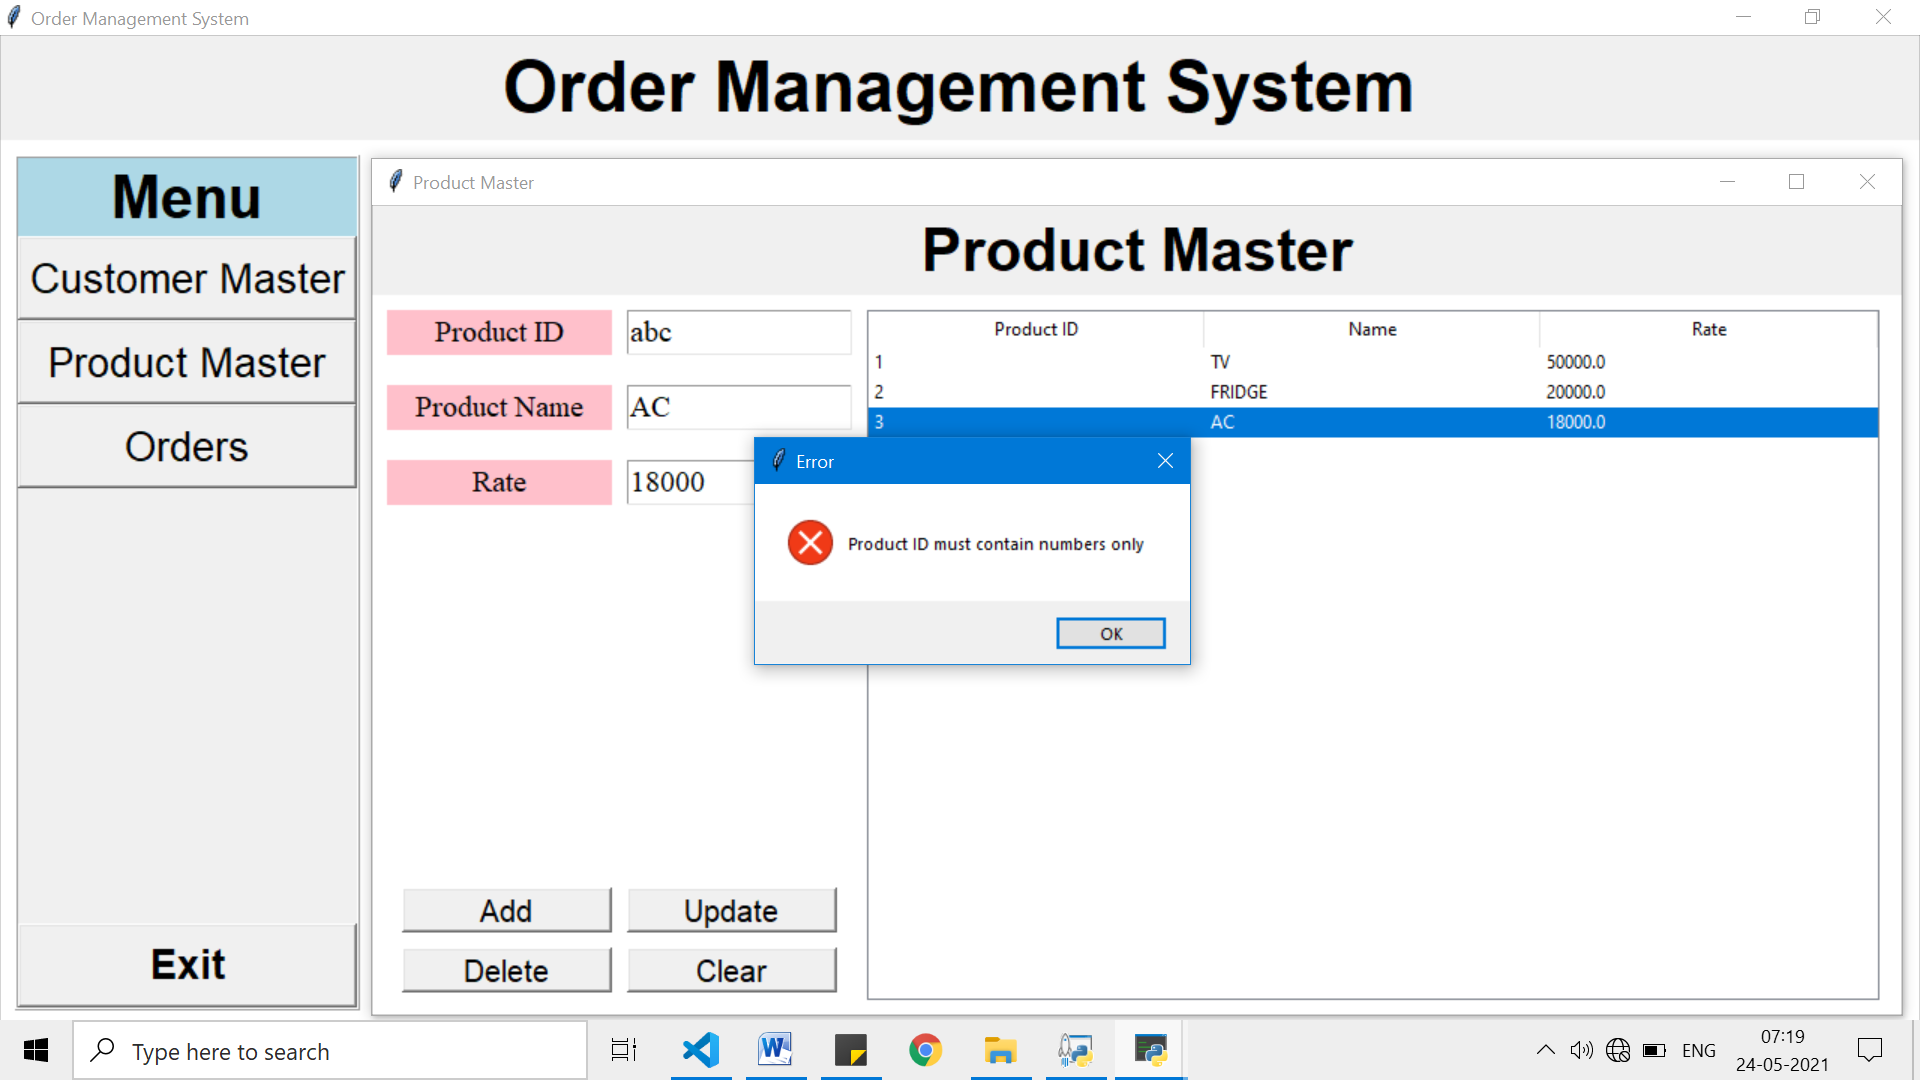 Order Management System
Order Management System
Menu
Customer Master
Product Master
Orders
Exit
Product Master
Product Master
Product ID abc
Product Name AC
Rate 18000
Product ID Name Rate
1 TV 50000.0
2 FRIDGE 20000.0
3 AC 18000.0
Error
Product ID must contain numbers only
OK
Add Update
Delete Clear
Type here to search
ENG
07:19
24-05-2021